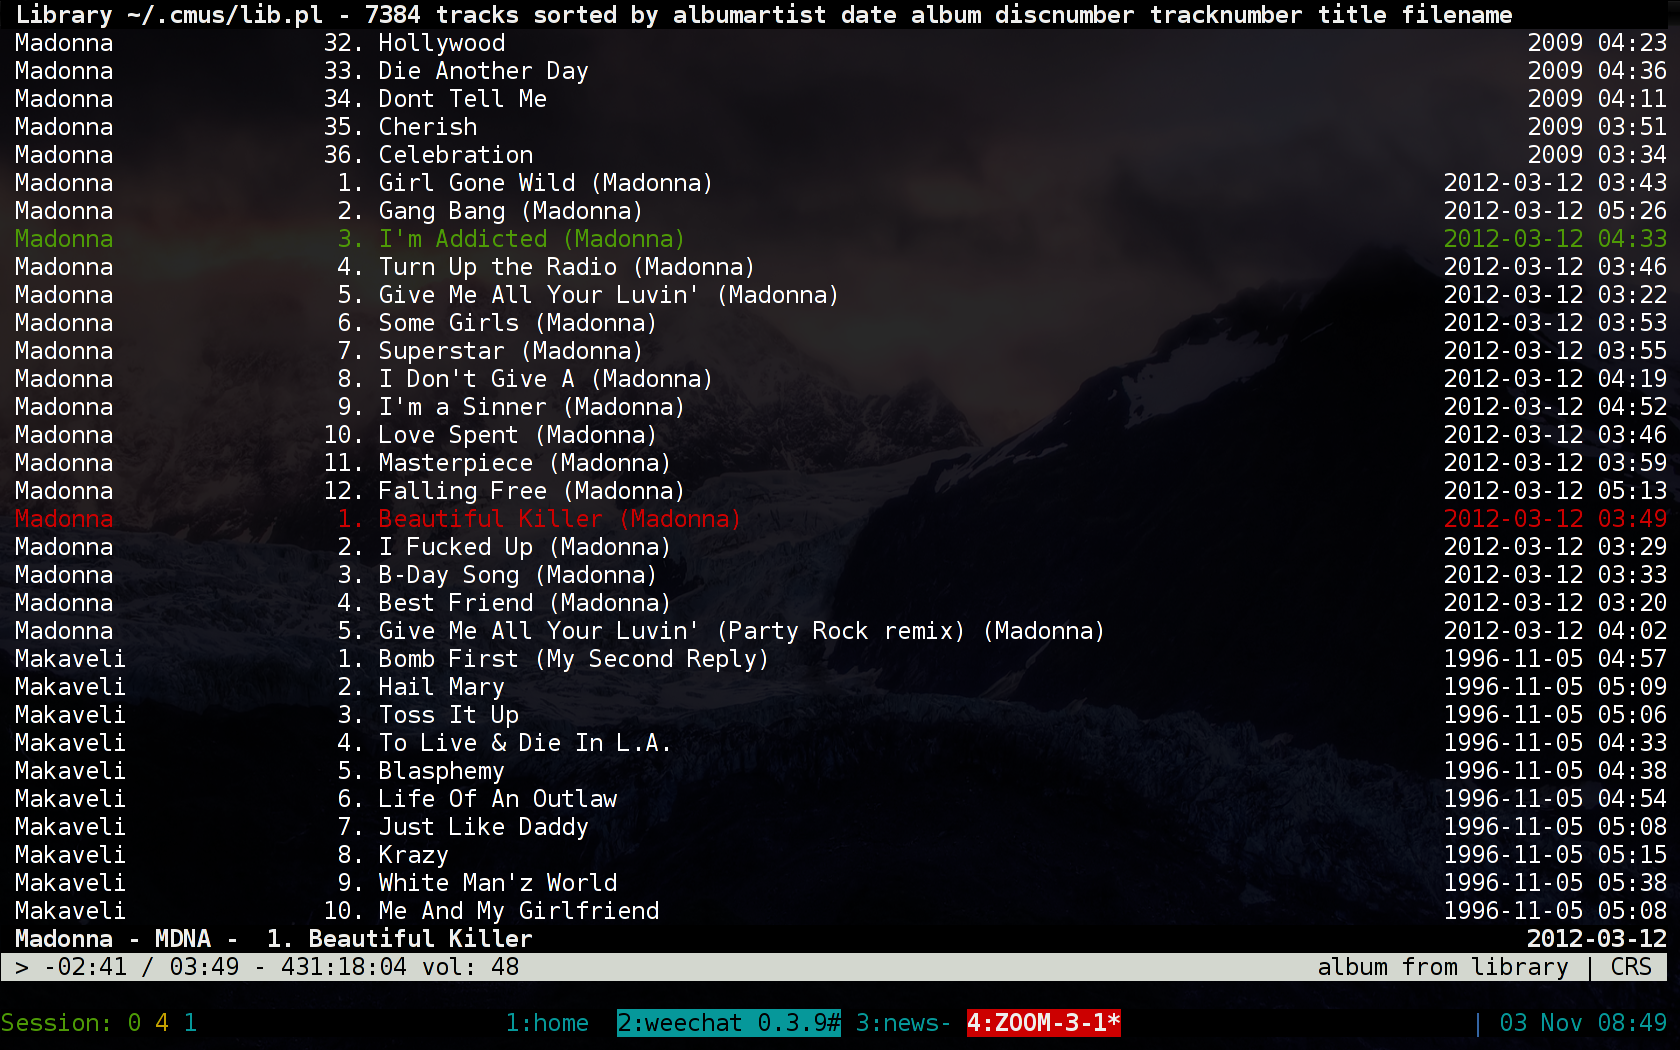 Library ~/.cmus/lib.pl - 7384 tracks sorted by albumartist date album discnumber tracknumber title filename
Madonna 32. Hollywood 2009 04:23
Madonna 33. Die Another Day 2009 04:36
Madonna 34. Dont Tell Me 2009 04:11
Madonna 35. Cherish 2009 03:51
Madonna 36. Celebration 2009 03:34
Madonna 1. Girl Gone Wild (Madonna) 2012-03-12 03:43
Madonna 2. Gang Bang (Madonna) 2012-03-12 05:26
Madonna 3. I'm Addicted (Madonna) 2012-03-12 04:33
Madonna 4. Turn Up the Radio (Madonna) 2012-03-12 03:46
Madonna 5. Give Me All Your Luvin' (Madonna) 2012-03-12 03:22
Madonna 6. Some Girls (Madonna) 2012-03-12 03:53
Madonna 7. Superstar (Madonna) 2012-03-12 03:55
Madonna 8. I Don't Give A (Madonna) 2012-03-12 04:19
Madonna 9. I'm a Sinner (Madonna) 2012-03-12 04:52
Madonna 10. Love Spent (Madonna) 2012-03-12 03:46
Madonna 11. Masterpiece (Madonna) 2012-03-12 03:59
Madonna 12. Falling Free (Madonna) 2012-03-12 05:13
Madonna 1. Beautiful Killer (Madonna) 2012-03-12 03:49
Madonna 2. I Fucked Up (Madonna) 2012-03-12 03:29
Madonna 3. B-Day Song (Madonna) 2012-03-12 03:33
Madonna 4. Best Friend (Madonna) 2012-03-12 03:20
Madonna 5. Give Me All Your Luvin' (Party Rock remix) (Madonna) 2012-03-12 04:02
Makaveli 1. Bomb First (My Second Reply) 1996-11-05 04:57
Makaveli 2. Hail Mary 1996-11-05 05:09
Makaveli 3. Toss It Up 1996-11-05 05:06
Makaveli 4. To Live & Die In L.A. 1996-11-05 04:33
Makaveli 5. Blasphemy 1996-11-05 04:38
Makaveli 6. Life Of An Outlaw 1996-11-05 04:54
Makaveli 7. Just Like Daddy 1996-11-05 05:08
Makaveli 8. Krazy 1996-11-05 05:15
Makaveli 9. White Man'z World 1996-11-05 05:38
Makaveli 10. Me And My Girlfriend 1996-11-05 05:08
Madonna - MDNA -  1. Beautiful Killer 2012-03-12
> -02:41 / 03:49 - 431:18:04 vol: 48 album from library | CRS
Session: 0 4 1 1:home 2:weechat 0.3.9# 3:news- 4:ZOOM-3-1* | 03 Nov 08:49